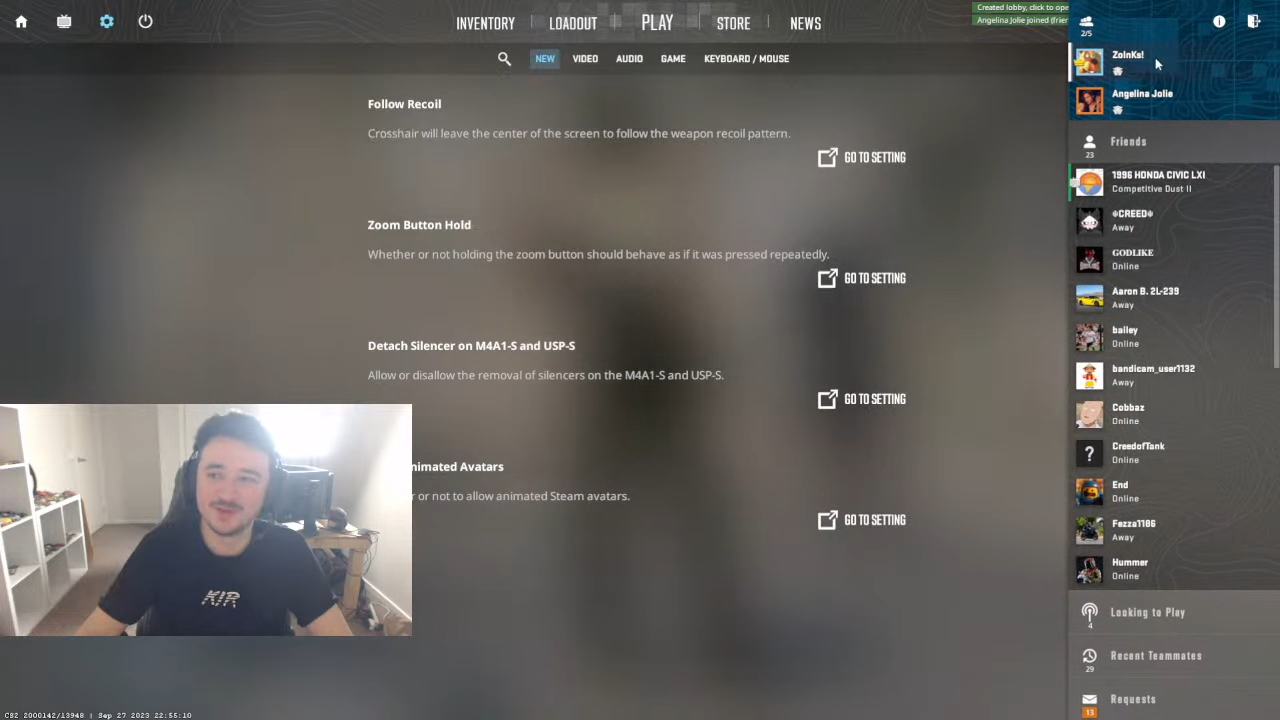 INVENTORY
LOADOUT
PLAY
STORE
NEWS
Created lobby, click to ope
Angelina Jolie joined (frien
2/5
NEW
VIDEO
AUDIO
GAME
KEYBOARD / MOUSE
Follow Recoil
Crosshair will leave the center of the screen to follow the weapon recoil pattern.
GO TO SETTING
Zoom Button Hold
Whether or not holding the zoom button should behave as if it was pressed repeatedly.
GO TO SETTING
Detach Silencer on M4A1-S and USP-S
Allow or disallow the removal of silencers on the M4A1-S and USP-S.
GO TO SETTING
nimated Avatars
r or not to allow animated Steam avatars.
GO TO SETTING
KIR
ZoinKs!
Angelina Jolie
Friends
23
1996 HONDA CIVIC LXI
Competitive Dust II
☬CREED☬
Away
GODLIKE
Online
Aaron B. 2L-239
Away
bailey
Online
bandicam_user1132
Away
Cobbaz
Online
CreedofTank
Online
End
Online
Fezza1186
Away
Hummer
Online
Looking to Play
4
Recent Teammates
29
Requests
13
CS2 2000142/13948 | Sep 27 2023 22:55:10